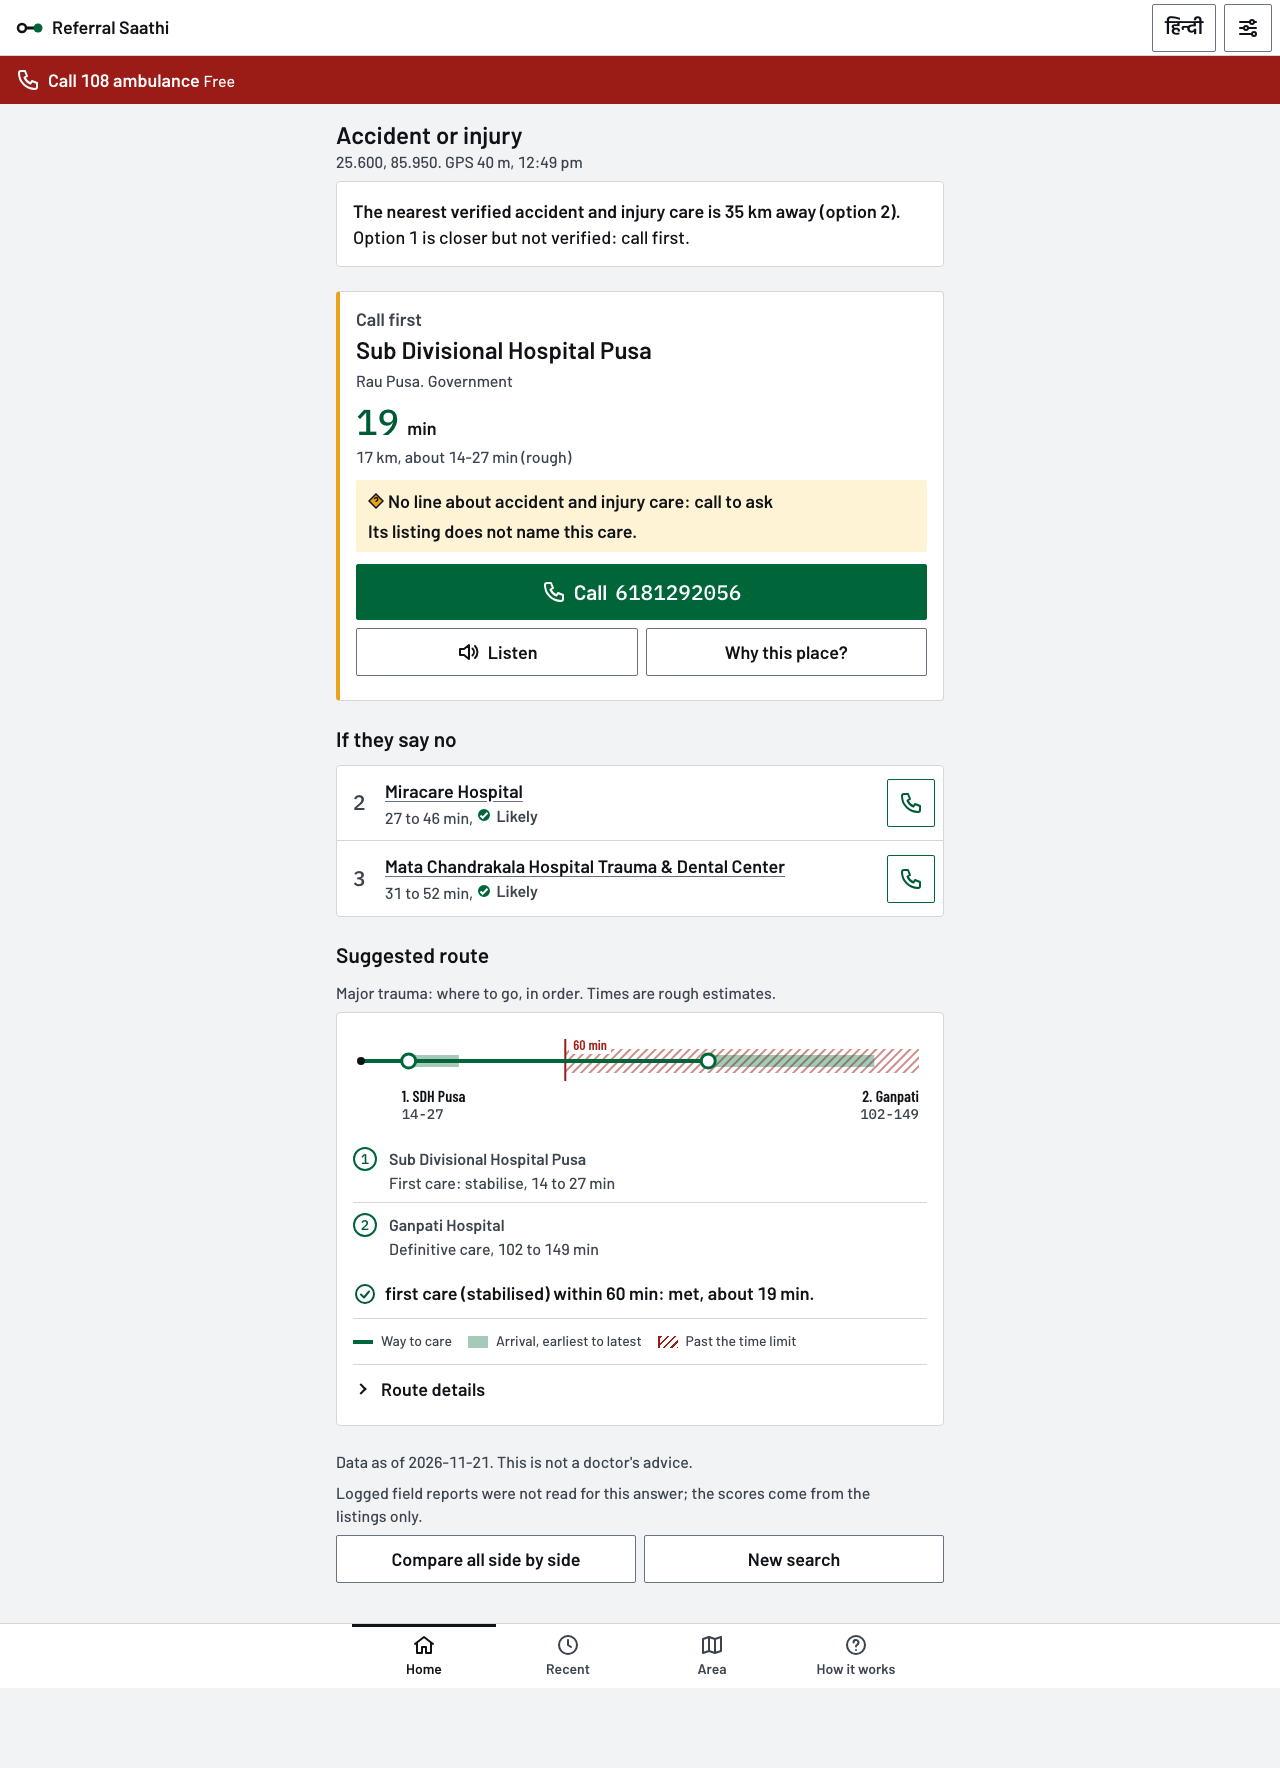 Referral Saathi
हिन्दी
Call 108 ambulance Free
Accident or injury
25.600, 85.950. GPS 40 m, 12:49 pm
The nearest verified accident and injury care is 35 km away (option 2).
Option 1 is closer but not verified: call first.
Call first
Sub Divisional Hospital Pusa
Rau Pusa. Government
19 min
17 km, about 14-27 min (rough)
No line about accident and injury care: call to ask
Its listing does not name this care.
Call 6181292056
Listen
Why this place?
If they say no
2
Miracare Hospital
27 to 46 min, Likely
3
Mata Chandrakala Hospital Trauma & Dental Center
31 to 52 min, Likely
Suggested route
Major trauma: where to go, in order. Times are rough estimates.
60 min
1. SDH Pusa
14-27
2. Ganpati
102-149
1
Sub Divisional Hospital Pusa
First care: stabilise, 14 to 27 min
2
Ganpati Hospital
Definitive care, 102 to 149 min
first care (stabilised) within 60 min: met, about 19 min.
Way to care
Arrival, earliest to latest
Past the time limit
Route details
Data as of 2026-11-21. This is not a doctor's advice.
Logged field reports were not read for this answer; the scores come from the
listings only.
Compare all side by side
New search
Home
Recent
Area
How it works